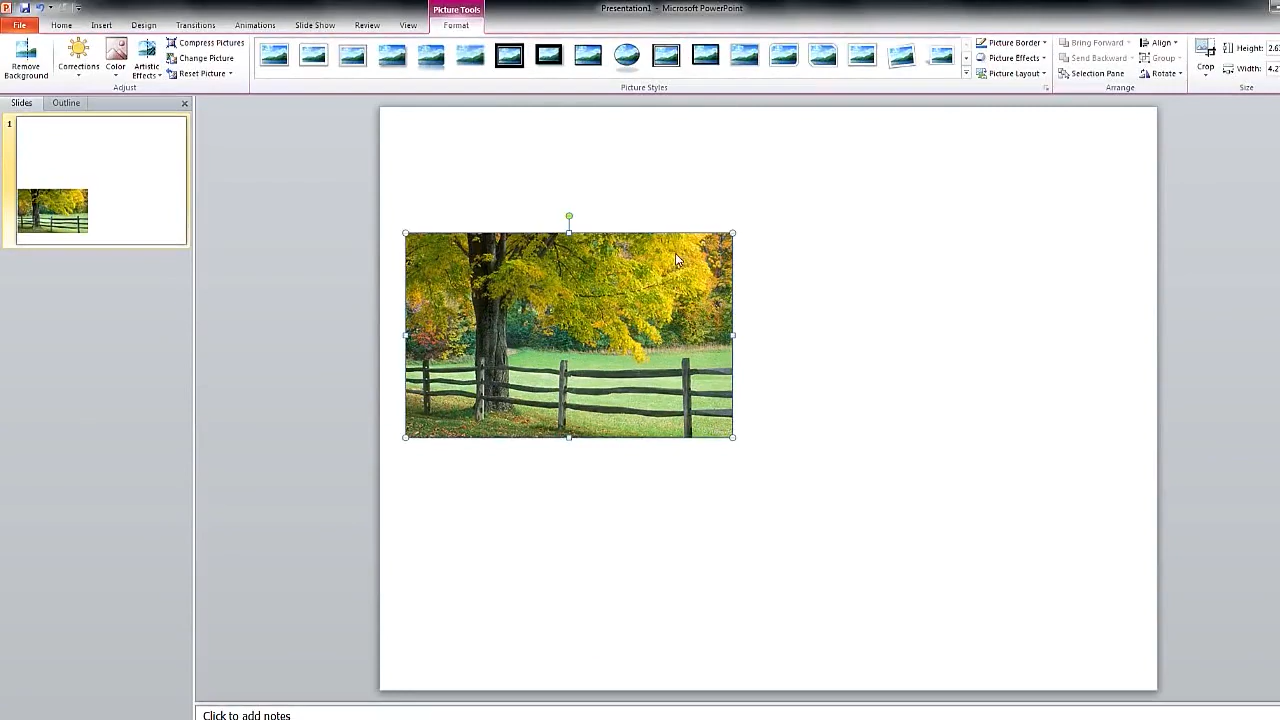 Presentation1 - Microsoft PowerPoint
Picture Tools
File Home Insert Design Transitions Animations Slide Show Review View Format
Remove Background
Corrections
Color
Artistic Effects
Compress Pictures
Change Picture
Reset Picture
Adjust
Picture Styles
Picture Border
Picture Effects
Picture Layout
Bring Forward
Send Backward
Selection Pane
Align
Group
Rotate
Arrange
Crop
Height:
Width:
Size
Slides Outline
1
Click to add notes